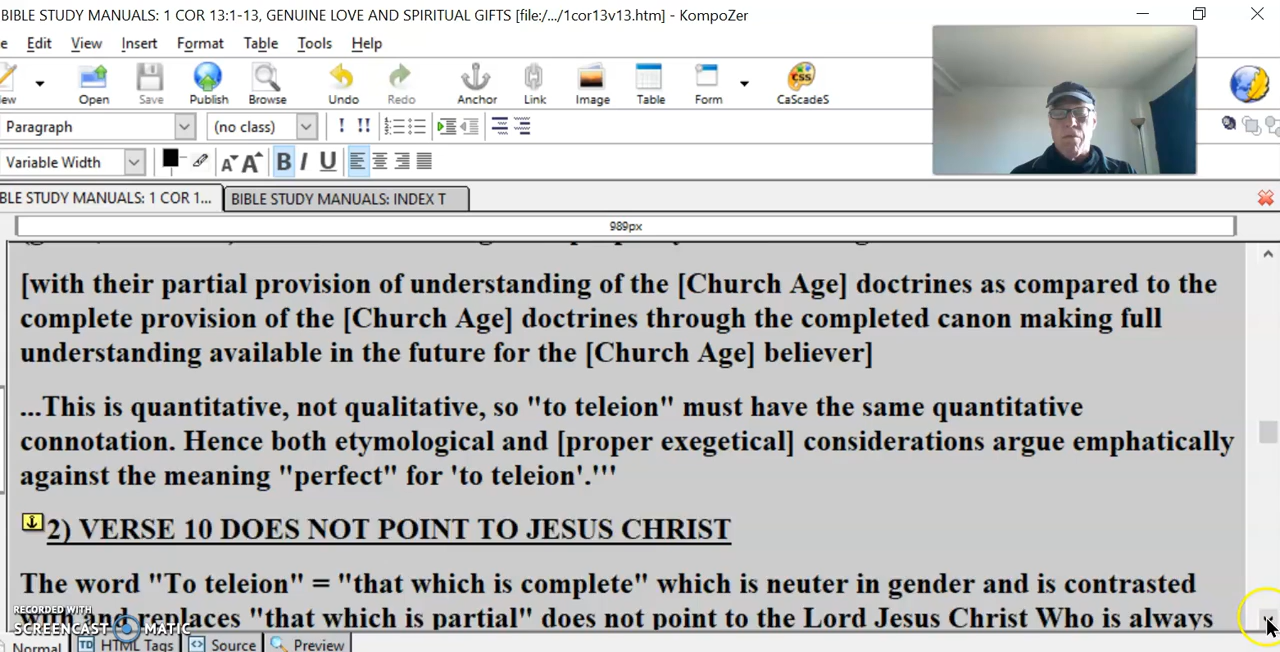 BIBLE STUDY MANUALS: 1 COR 13:1-13, GENUINE LOVE AND SPIRITUAL GIFTS [file:/.../1cor13v13.htm] - KompoZer
e Edit View Insert Format Table Tools Help
ew Open Save Publish Browse Undo Redo Anchor Link Image Table Form CaScadeS
Paragraph (no class) ! !!
Variable Width A A B I U
BLE STUDY MANUALS: 1 COR 1... BIBLE STUDY MANUALS: INDEX T
989px
[with their partial provision of understanding of the [Church Age] doctrines as compared to the
complete provision of the [Church Age] doctrines through the completed canon making full
understanding available in the future for the [Church Age] believer]
...This is quantitative, not qualitative, so "to teleion" must have the same quantitative
connotation. Hence both etymological and [proper exegetical] considerations argue emphatically
against the meaning "perfect" for 'to teleion'.'"
2) VERSE 10 DOES NOT POINT TO JESUS CHRIST
The word "To teleion" = "that which is complete" which is neuter in gender and is contrasted
and replaces "that which is partial" does not point to the Lord Jesus Christ Who is always
RECORDED WITH
SCREENCAST MATIC
Normal TD HTML Tags Source Preview